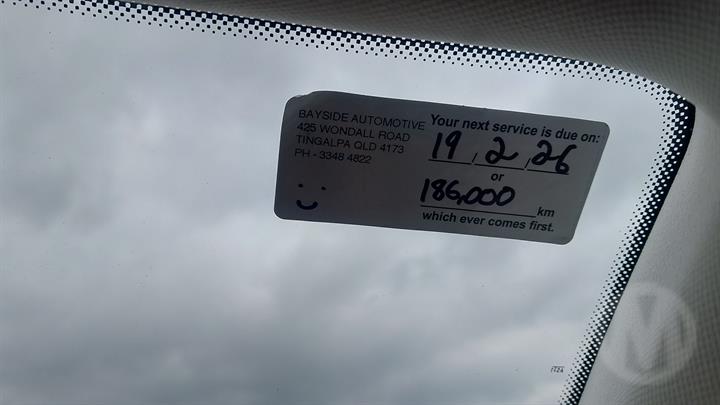 BAYSIDE AUTOMOTIVE
425 WONDALL ROAD
TINGALPA QLD 4173
PH - 3348 4822
Your next service is due on:
19, 2, 26
or
186,000 km
which ever comes first.
M